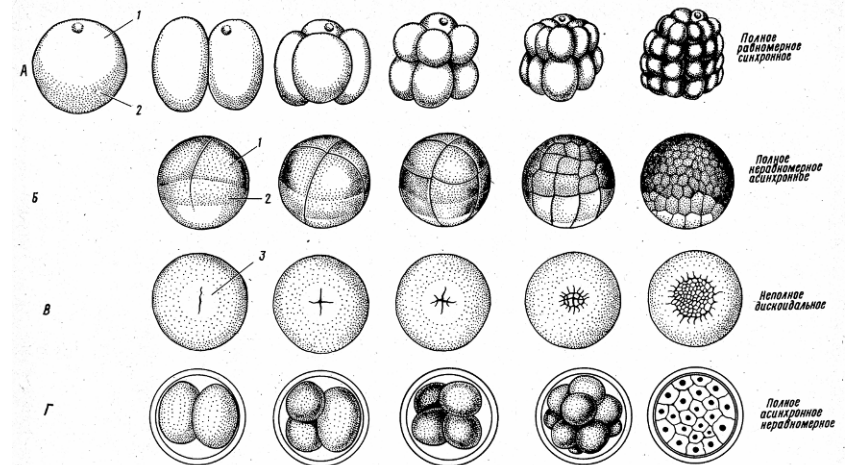 1
А
2
Полное
равномерное
синхронное
Б
1
2
Полное
неравномерное
асинхронное
В
3
Неполное
дискоидальное
Г
Полное
асинхронное
неравномерное